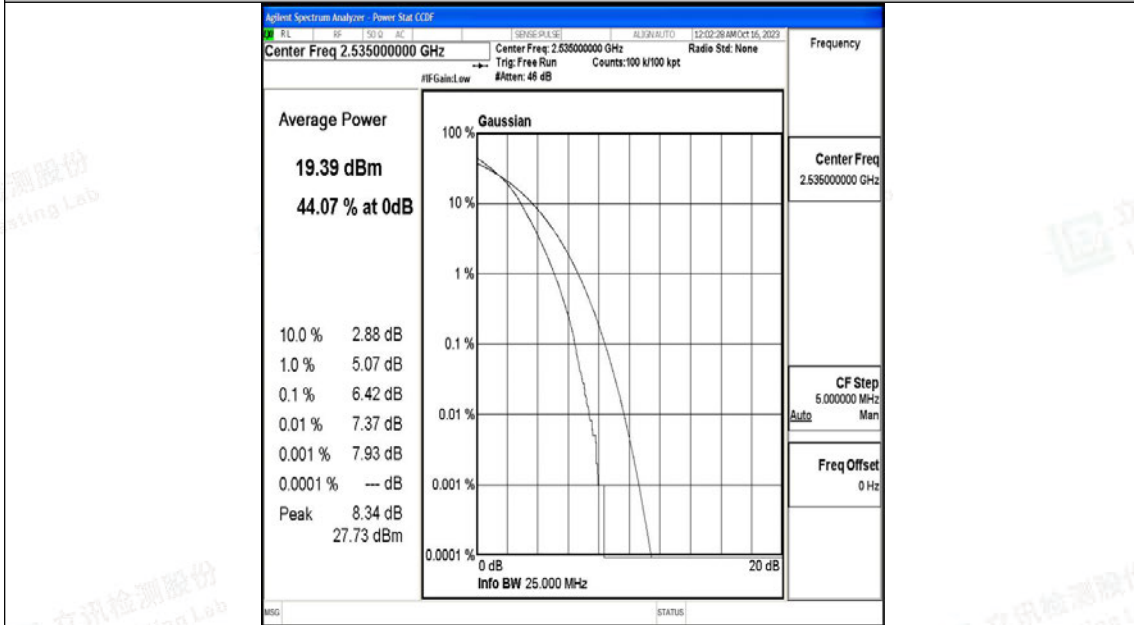 Agilent Spectrum Analyzer - Power Stat CCDF
RL RF 50 Ω AC SENSE:PULSE ALIGNAUTO 12:02:28 AM Oct 16, 2023
Center Freq 2.535000000 GHz
Center Freq: 2.535000000 GHz Radio Std: None
Trig: Free Run Counts:100 k/100 kpt
#IFGain:Low #Atten: 46 dB
Frequency
Average Power
19.39 dBm
44.07 % at 0dB
10.0 % 2.88 dB
1.0 % 5.07 dB
0.1 % 6.42 dB
0.01 % 7.37 dB
0.001 % 7.93 dB
0.0001 % --- dB
Peak 8.34 dB
27.73 dBm
Gaussian
100 %
10 %
1 %
0.1 %
0.01 %
0.001 %
0.0001 %
0 dB 20 dB
Info BW 25.000 MHz
Center Freq
2.535000000 GHz
CF Step
5.000000 MHz
Auto Man
Freq Offset
0 Hz
MSG STATUS
检测股份